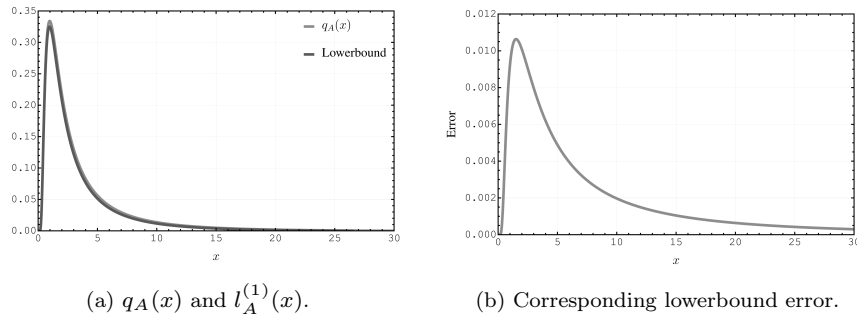 0.35
0.30
0.25
0.20
0.15
0.10
0.05
0.00
0 5 10 15 20 25 30
x
q_A(x)
Lowerbound
0.012
0.010
0.008
0.006
0.004
0.002
0.000
Error
0 5 10 15 20 25 30
x
(a) q_A(x) and l_A^{(1)}(x).
(b) Corresponding lowerbound error.